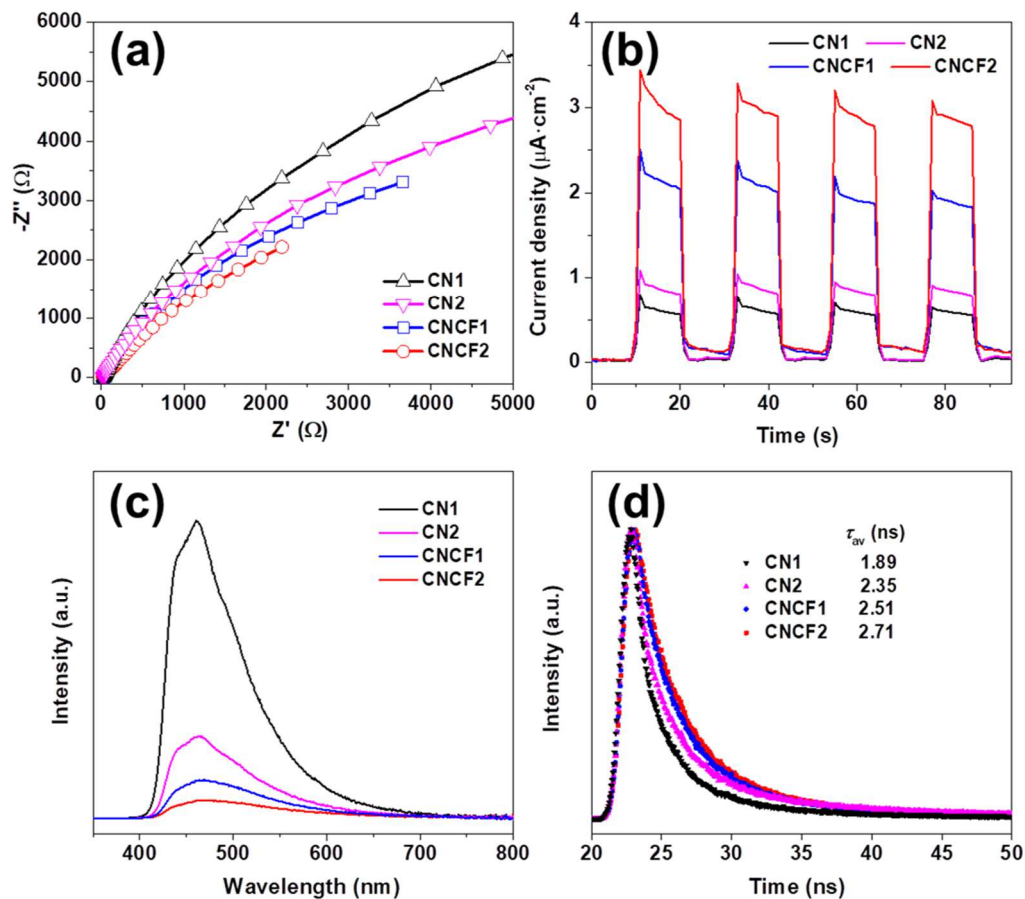 (a)
6000
5000
4000
3000
2000
1000
0
-Z'' (Ω)
0 1000 2000 3000 4000 5000
Z' (Ω)
CN1
CN2
CNCF1
CNCF2
(b)
CN1 CN2
CNCF1 CNCF2
4
3
2
1
0
Current density (μA·cm⁻²)
0 20 40 60 80
Time (s)
(c)
CN1
CN2
CNCF1
CNCF2
Intensity (a.u.)
400 500 600 700 800
Wavelength (nm)
(d)
τav (ns)
CN1 1.89
CN2 2.35
CNCF1 2.51
CNCF2 2.71
Intensity (a.u.)
20 25 30 35 40 45 50
Time (ns)